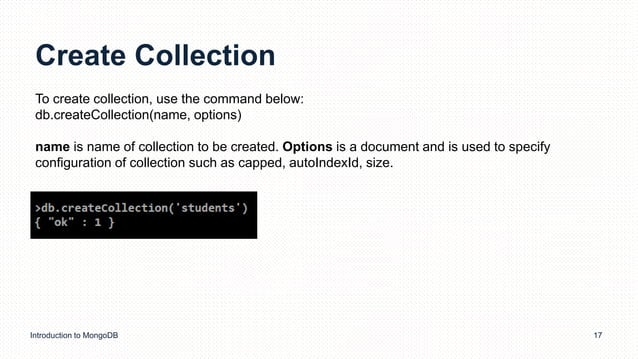 Create Collection
To create collection, use the command below:
db.createCollection(name, options)
name is name of collection to be created. Options is a document and is used to specify
configuration of collection such as capped, autoIndexId, size.
>db.createCollection('students')
{ "ok" : 1 }
Introduction to MongoDB
17